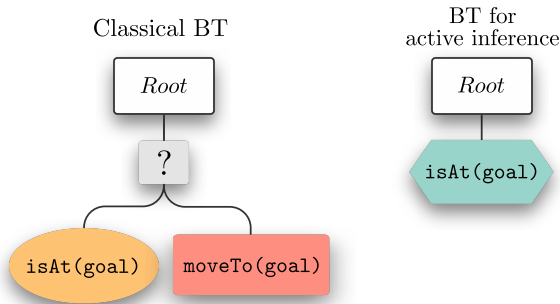 Classical BT
BT for
active inference
Root
Root
?
isAt(goal)
isAt(goal)
moveTo(goal)